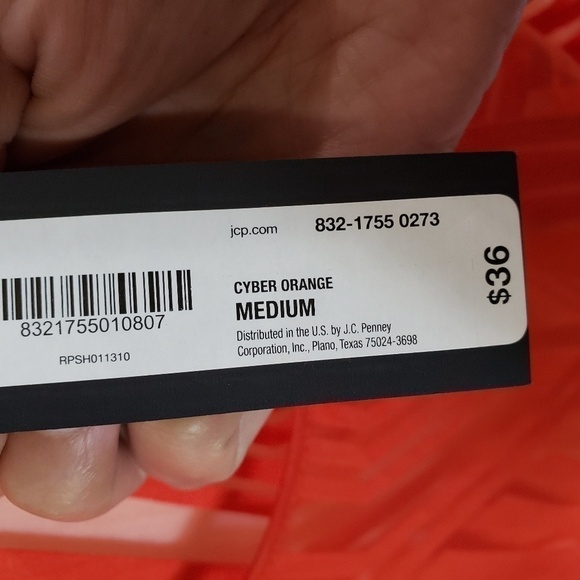 jcp.com 832-1755 0273
8321755010807
RPSH011310
CYBER ORANGE
MEDIUM
Distributed in the U.S. by J.C. Penney
Corporation, Inc., Plano, Texas 75024-3698
$36